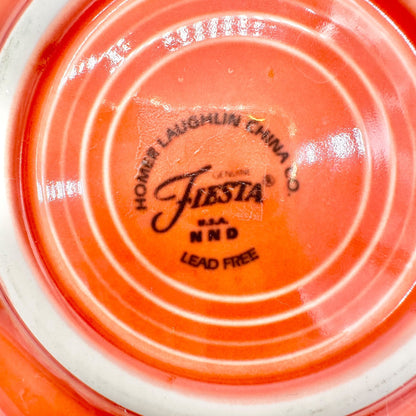 HOMER LAUGHLIN CHINA CO
GENUINE
FIESTA®
U.S.A.
NND
LEAD FREE